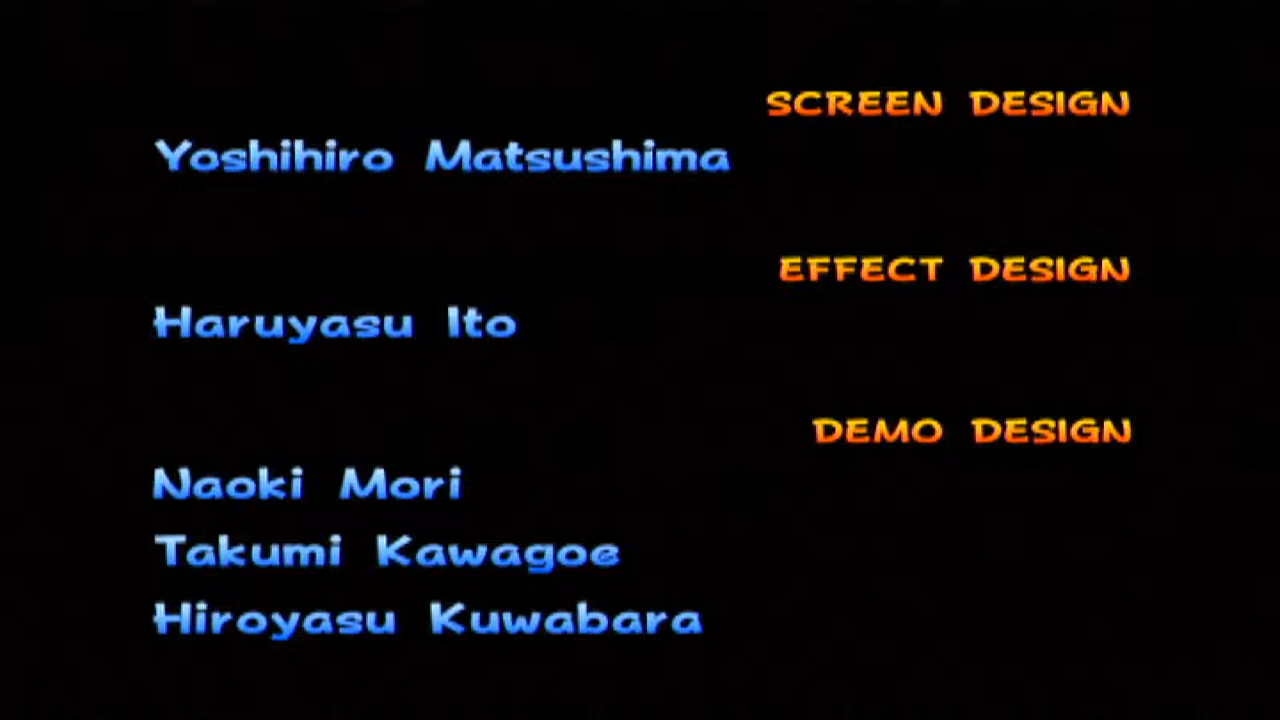 SCREEN DESIGN
Yoshihiro Matsushima
EFFECT DESIGN
Haruyasu Ito
DEMO DESIGN
Naoki Mori
Takumi Kawagoe
Hiroyasu Kuwabara